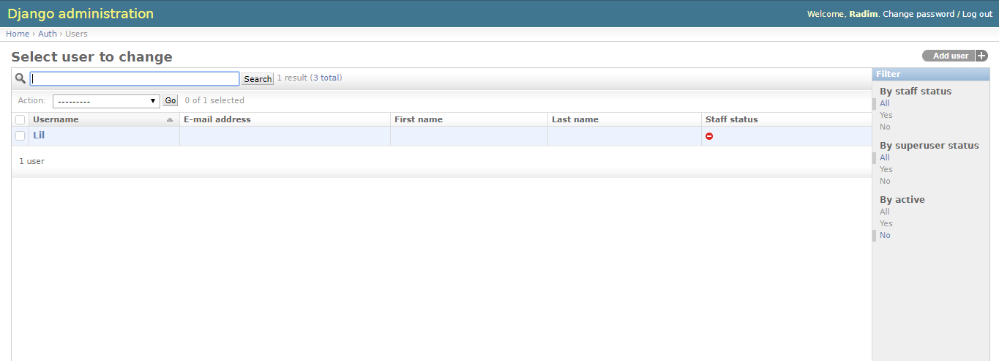 Django administration
Welcome, Radim. Change password / Log out
Home › Auth › Users
Select user to change
Add user +
Search 1 result (3 total)
Action: --------- Go 0 of 1 selected
Username E-mail address First name Last name Staff status
Lil
1 user
Filter
By staff status
All
Yes
No
By superuser status
All
Yes
No
By active
All
Yes
No